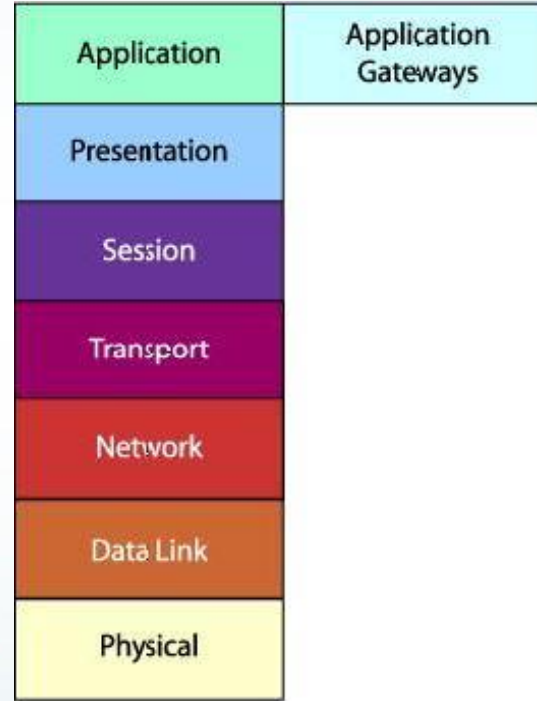 Application
Application
Gateways
Presentation
Session
Transport
Network
Data Link
Physical